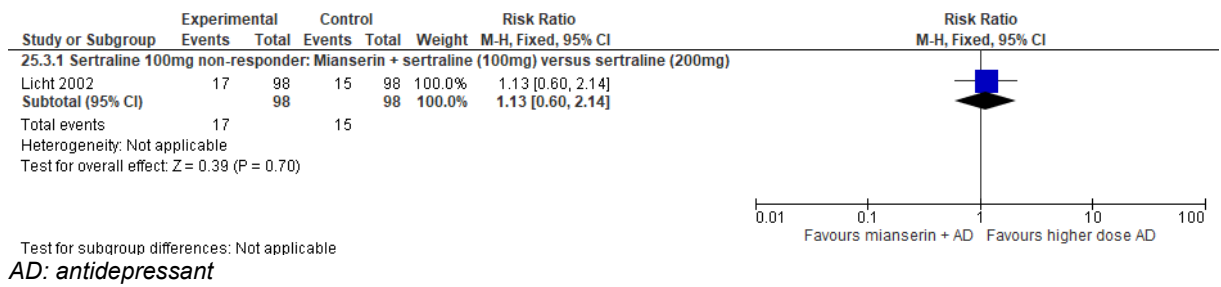 Experimental Control Risk Ratio Risk Ratio
Study or Subgroup Events Total Events Total Weight M-H, Fixed, 95% CI M-H, Fixed, 95% CI
25.3.1 Sertraline 100mg non-responder: Mianserin + sertraline (100mg) versus sertraline (200mg)
Licht 2002 17 98 15 98 100.0% 1.13 [0.60, 2.14]
Subtotal (95% CI) 98 98 100.0% 1.13 [0.60, 2.14]
Total events 17 15
Heterogeneity: Not applicable
Test for overall effect: Z = 0.39 (P = 0.70)
0.01 0.1 1 10 100
Favours mianserin + AD Favours higher dose AD
Test for subgroup differences: Not applicable
AD: antidepressant